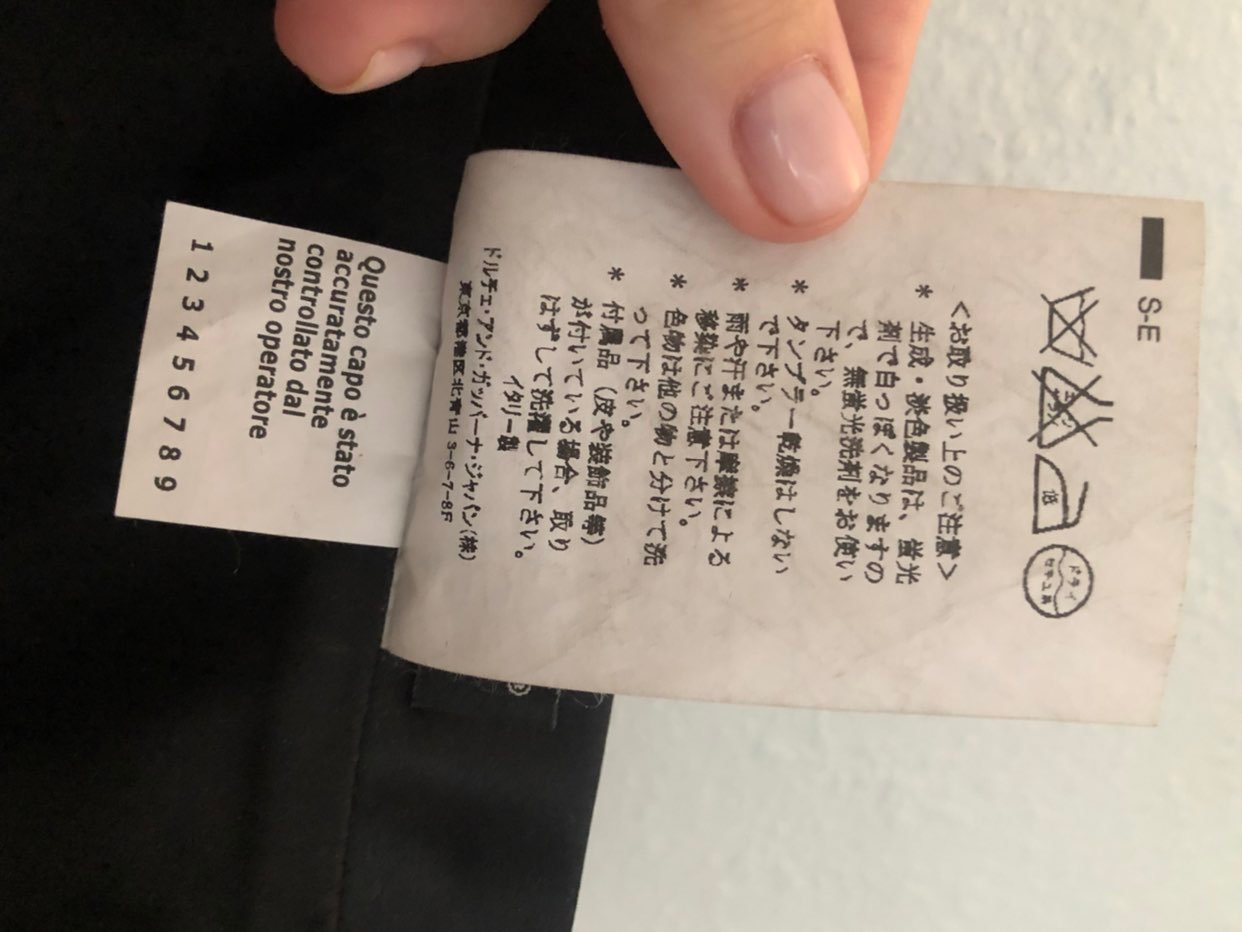 S-E
低
ドライ
セキユ系
<お取り扱い上のご注意>
* 生成・淡色製品は、蛍光
剤で白っぽくなりますの
で、無蛍光洗剤をお使い
下さい。
* タンブラー乾燥はしない
で下さい。
* 雨や汗または摩擦による
移染にご注意下さい。
* 色物は他の物と分けて洗
って下さい。
* 付属品（皮や装飾品等）
が付いている場合、取り
はずして洗濯して下さい。
イタリー製
ドルチェ・アンド・ガッバーナ・ジャパン(株)
東京都港区北青山 3-6-7-8F
Questo capo è stato
accuratamente
controllato dal
nostro operatore
1 2 3 4 5 6 7 8 9
®